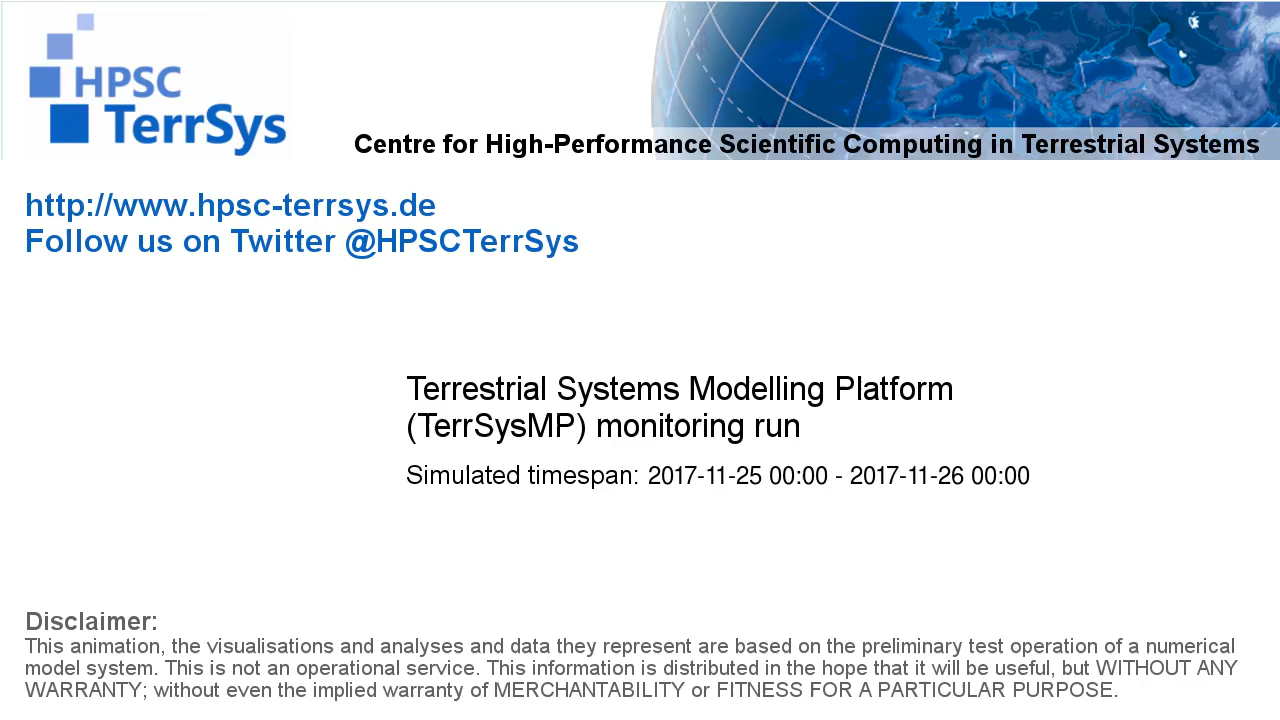 HPSC
TerrSys
Centre for High-Performance Scientific Computing in Terrestrial Systems
http://www.hpsc-terrsys.de
Follow us on Twitter @HPSCTerrSys
Terrestrial Systems Modelling Platform
(TerrSysMP) monitoring run
Simulated timespan: 2017-11-25 00:00 - 2017-11-26 00:00
Disclaimer:
This animation, the visualisations and analyses and data they represent are based on the preliminary test operation of a numerical
model system. This is not an operational service. This information is distributed in the hope that it will be useful, but WITHOUT ANY
WARRANTY; without even the implied warranty of MERCHANTABILITY or FITNESS FOR A PARTICULAR PURPOSE.